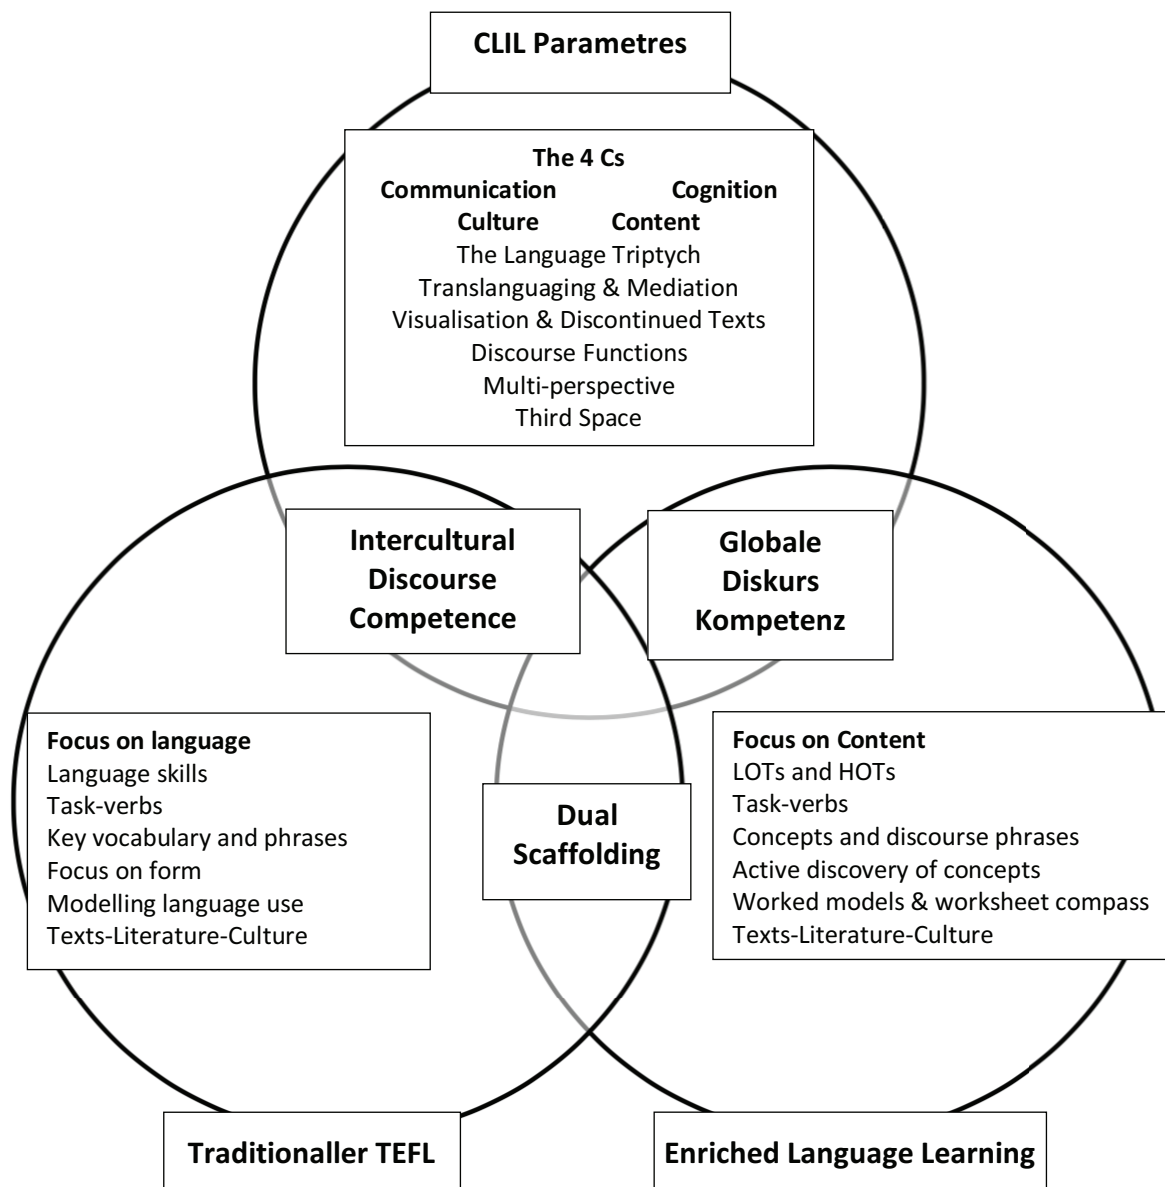 CLIL Parametres
The 4 Cs
Communication Cognition
Culture Content
The Language Triptych
Translanguaging & Mediation
Visualisation & Discontinued Texts
Discourse Functions
Multi-perspective
Third Space
Intercultural
Discourse
Competence
Globale
Diskurs
Kompetenz
Focus on language
Language skills
Task-verbs
Key vocabulary and phrases
Focus on form
Modelling language use
Texts-Literature-Culture
Dual
Scaffolding
Focus on Content
LOTs and HOTs
Task-verbs
Concepts and discourse phrases
Active discovery of concepts
Worked models & worksheet compass
Texts-Literature-Culture
Traditionaller TEFL
Enriched Language Learning